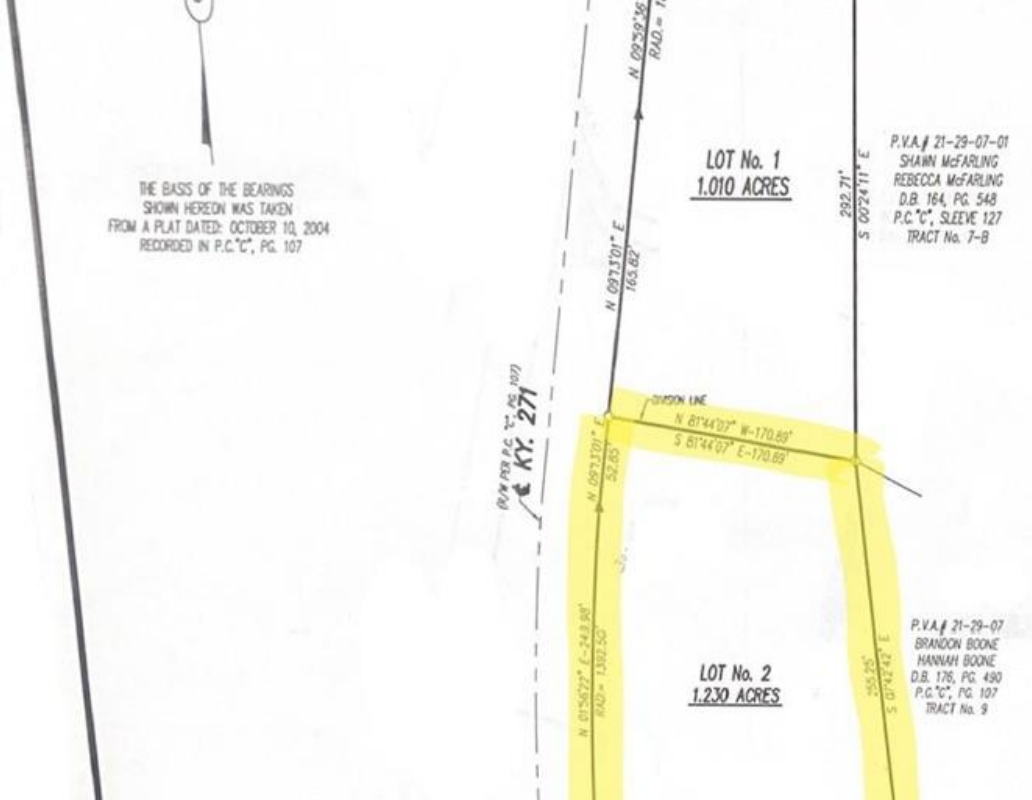 THE BASIS OF THE BEARINGS
SHOWN HEREON WAS TAKEN
FROM A PLAT DATED: OCTOBER 10, 2004
RECORDED IN P.C."C", PG. 107
N 09°59'36"
RAD.=
N 09°13'01" E
165.82'
LOT No. 1
1.010 ACRES
292.71'
S 00°24'11" E
P.V.A.# 21-29-07-01
SHAWN McFARLING
REBECCA McFARLING
D.B. 164, PG. 548
P.C."C", SLEEVE 127
TRACT No. 7-B
(R/W PER P.C. "C", PG. 107)
℄ KY. 271
DIVISION LINE
N 81°44'07" W-170.89'
S 81°44'07" E-170.89'
N 09°13'01" E
52.85'
N 01°56'22" E-249.98'
RAD.= 1392.50'
LOT No. 2
1.230 ACRES
255.25'
S 07°42'42" E
P.V.A.# 21-29-07
BRANDON BOONE
HANNAH BOONE
D.B. 176, PG. 490
P.C."C", PG. 107
TRACT No. 9